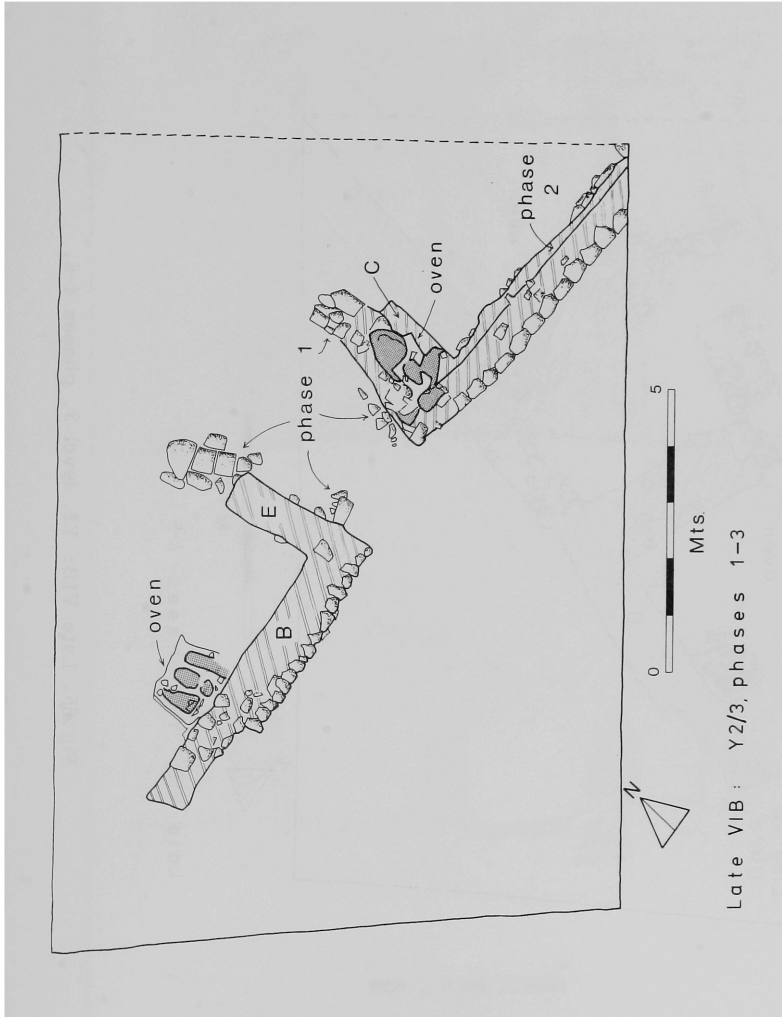 oven
B
E
phase 1
C
oven
phase
2
N
0
5
Mts.
Late VIB : Y2/3, phases 1-3